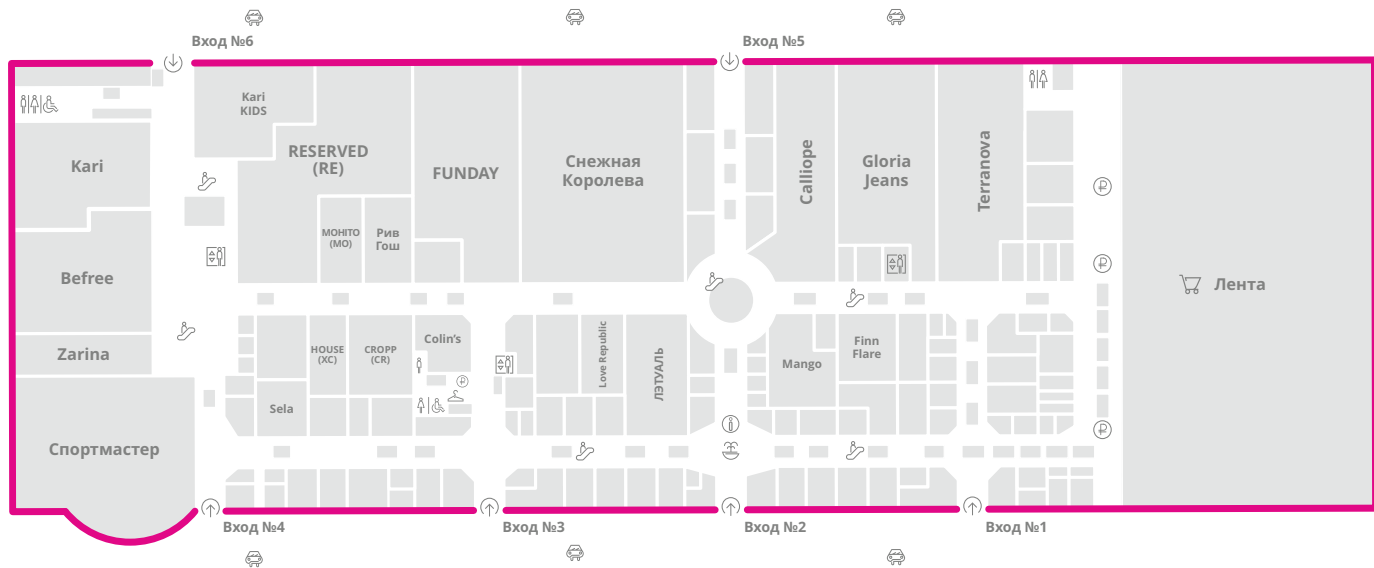 Вход №6
Вход №5
Kari
KIDS
Kari
RESERVED
(RE)
FUNDAY
Снежная
Королева
Calliope
Gloria
Jeans
Terranova
MOHITO
(MO)
Рив
Гош
Befree
Лента
Zarina
HOUSE
(XC)
CROPP
(CR)
Colin’s
Love Republic
ЛЭТУАЛЬ
Mango
Finn
Flare
Sela
Спортмастер
Вход №4
Вход №3
Вход №2
Вход №1